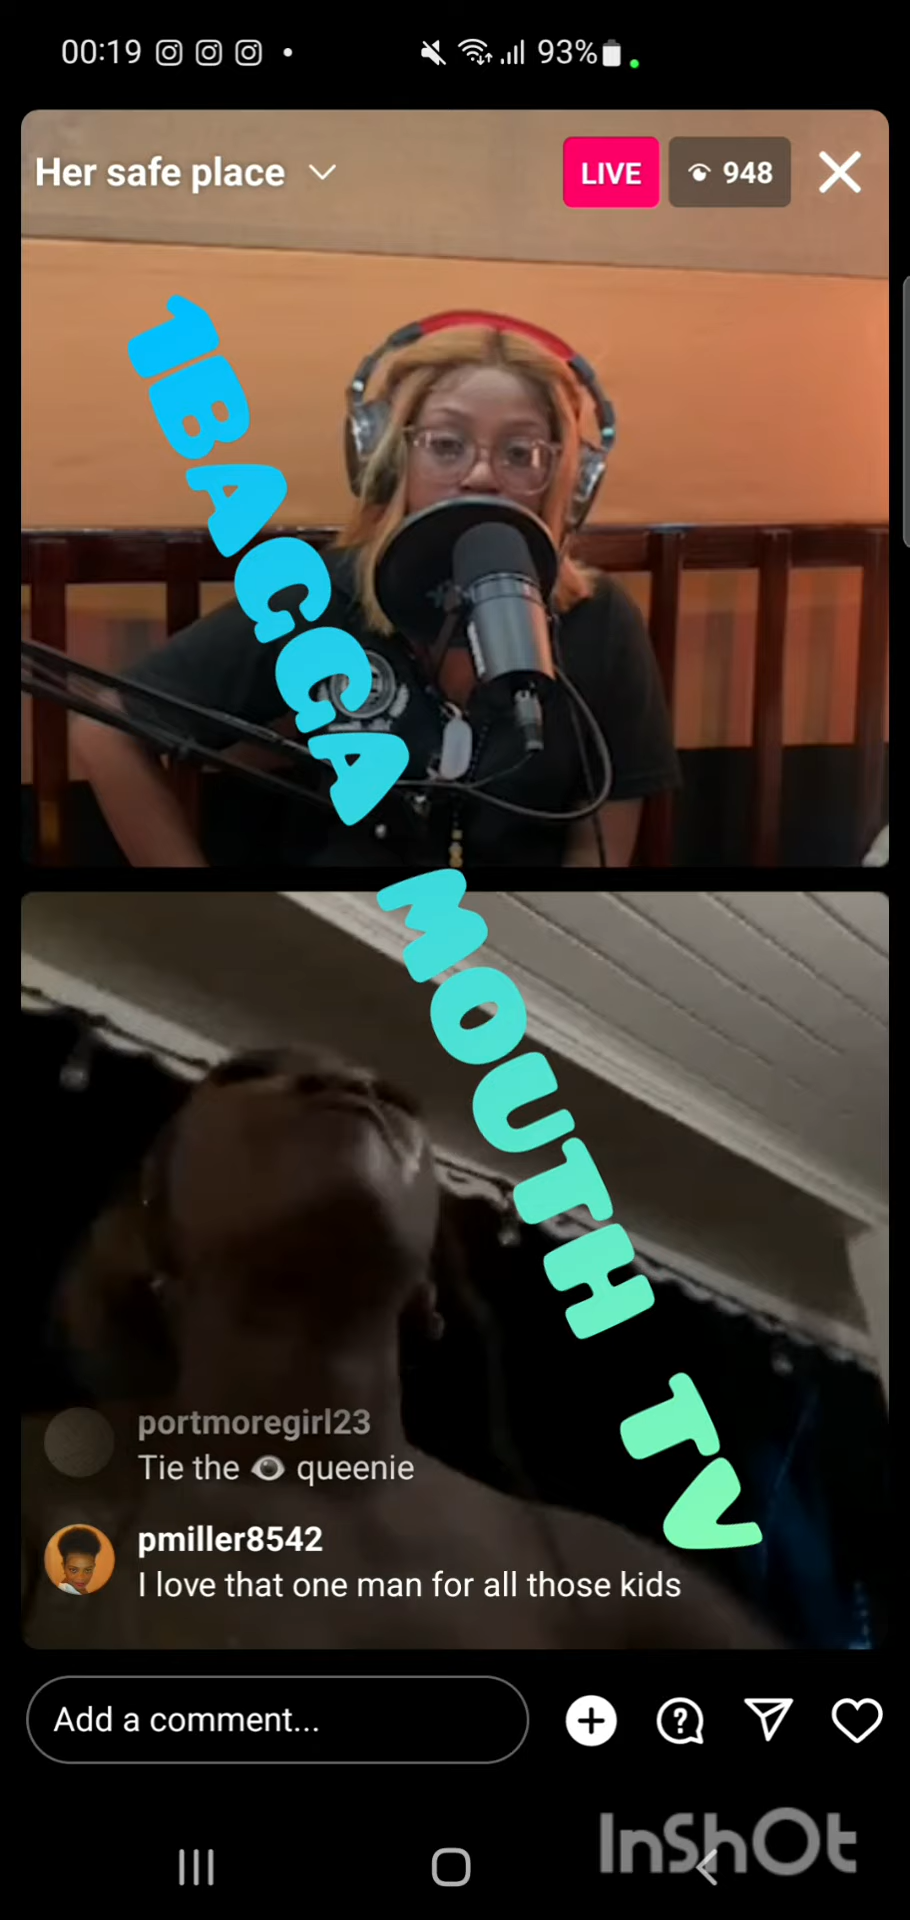 00:19
93%
Her safe place
LIVE
948
1BAGGA MOUTH TV
portmoregirl23
Tie the 👁 queenie
pmiller8542
I love that one man for all those kids
Add a comment...
InShOt